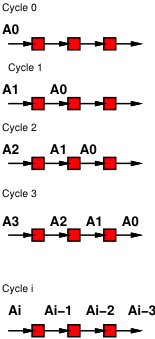 Cycle 0
A0
Cycle 1
A1 A0
Cycle 2
A2 A1 A0
Cycle 3
A3 A2 A1 A0
Cycle i
Ai Ai−1 Ai−2 Ai−3